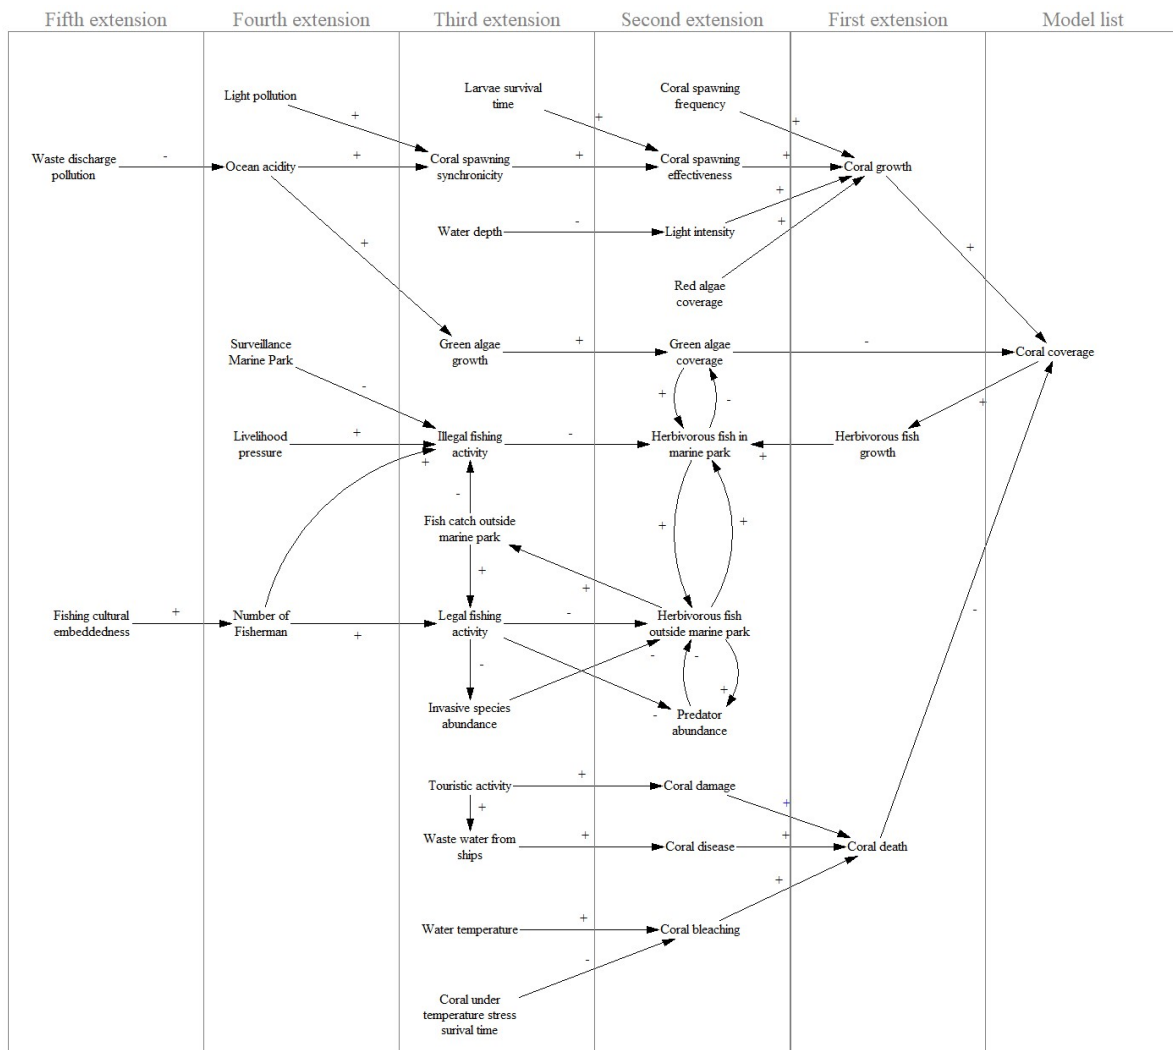 Fifth extension
Fourth extension
Third extension
Second extension
First extension
Model list
Light pollution
+
Larvae survival
time
+
Coral spawning
frequency
+
Waste discharge
pollution
-
Ocean acidity
+
Coral spawning
synchronicity
+
Coral spawning
effectiveness
+
Coral growth
+
Water depth
-
Light intensity
+
+
+
Red algae
coverage
Surveillance
Marine Park
-
Green algae
growth
+
Green algae
coverage
-
Coral coverage
+
-
+
Livelihood
pressure
+
+
Illegal fishing
activity
-
Herbivorous fish in
marine park
+
Herbivorous fish
growth
-
Fish catch outside
marine park
+
+
+
+
Fishing cultural
embeddedness
+
Number of
Fisherman
+
Legal fishing
activity
-
Herbivorous fish
outside marine park
-
-
-
-
+
-
Invasive species
abundance
Predator
abundance
Touristic activity
+
Coral damage
+
+
Waste water from
ships
+
Coral disease
+
Coral death
+
Water temperature
+
Coral bleaching
-
Coral under
temperature stress
surival time